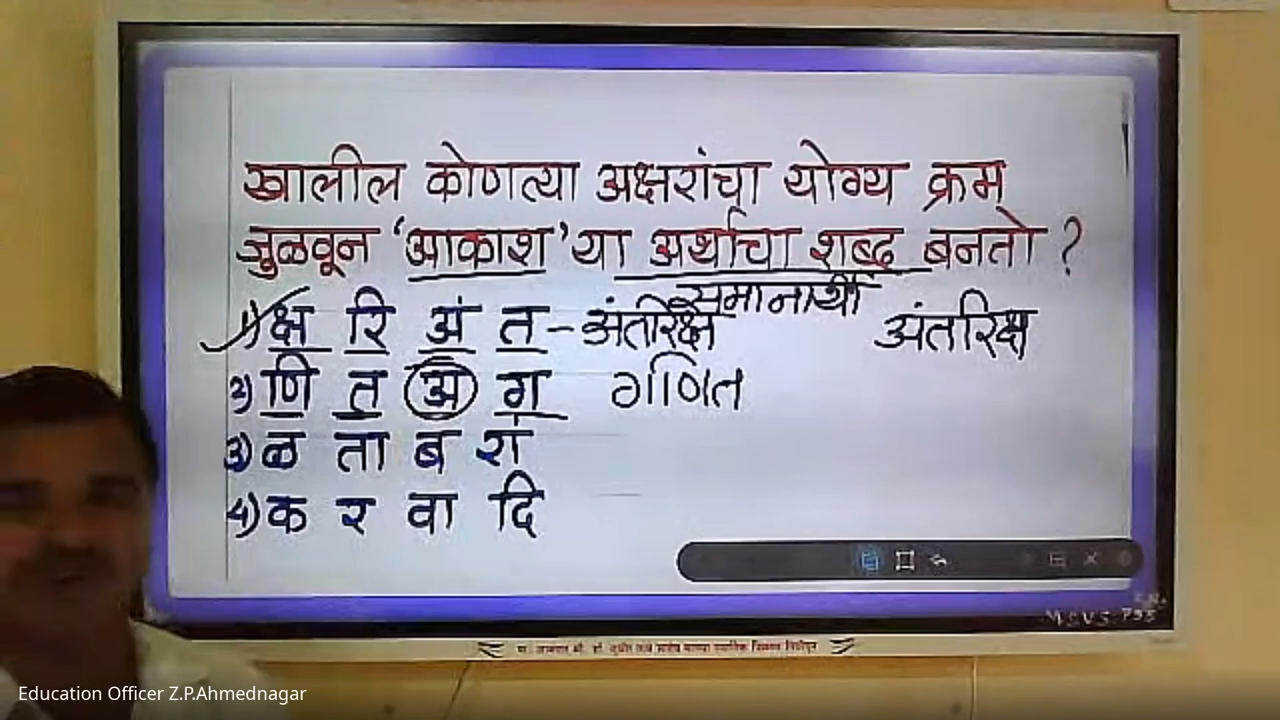 खालील कोणत्या अक्षरांचा योग्य क्रम
जुळवून 'आकाश' या अर्थाचा शब्द बनतो ?
समानार्थी
1) क्ष रि अं त - अंतरिक्ष अंतरिक्ष
2) णि त अ ग गणित
3) ळ ता ब रां
4) क र वा दि
Education Officer Z.P.Ahmednagar